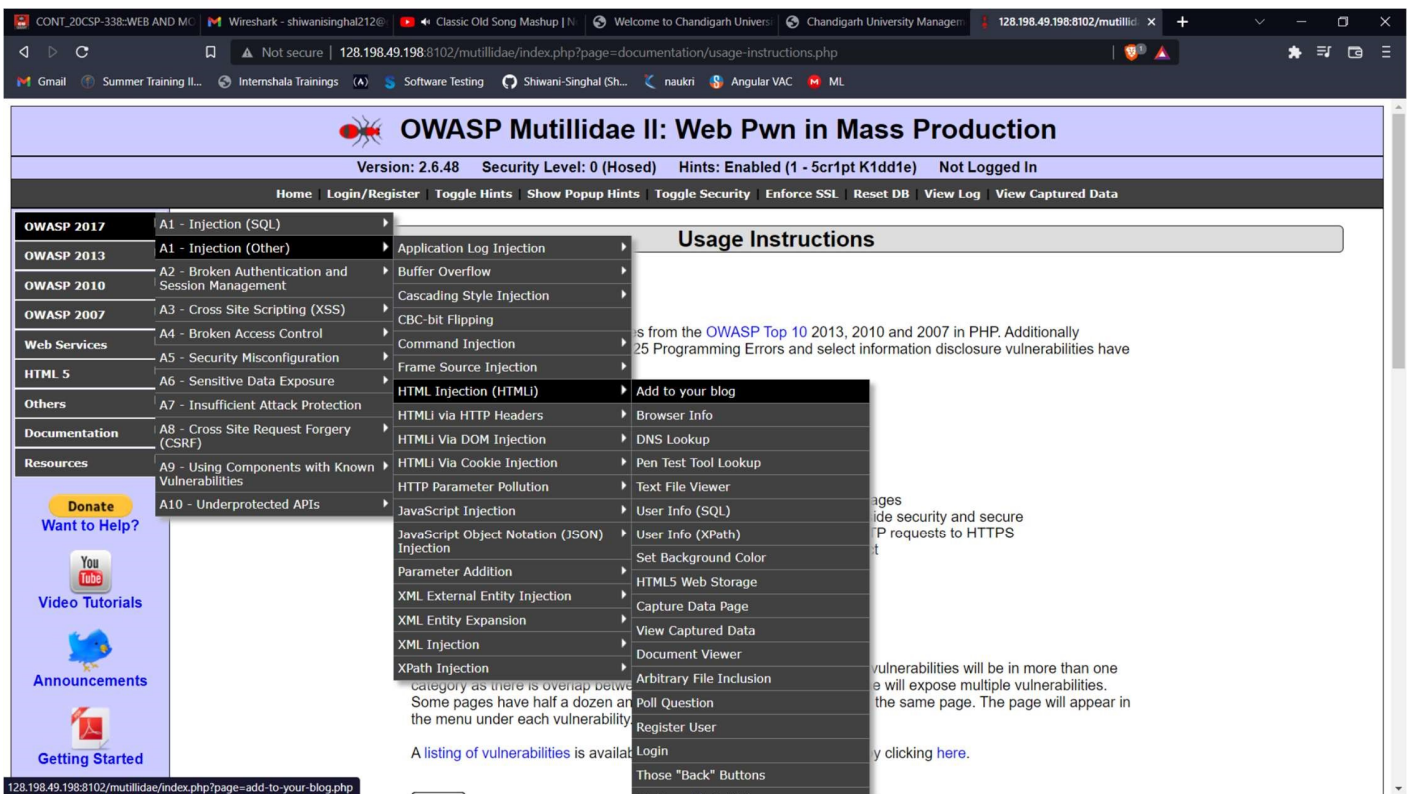 CONT_20CSP-338::WEB AND MO
Wireshark - shiwanisinghal212@
Classic Old Song Mashup | N
Welcome to Chandigarh Universi
Chandigarh University Managem
128.198.49.198:8102/mutillid
Not secure | 128.198.49.198:8102/mutillidae/index.php?page=documentation/usage-instructions.php
Gmail
Summer Training II...
Internshala Trainings
Software Testing
Shiwani-Singhal (Sh...
naukri
Angular VAC
ML
OWASP Mutillidae II: Web Pwn in Mass Production
Version: 2.6.48 Security Level: 0 (Hosed) Hints: Enabled (1 - 5cr1pt K1dd1e) Not Logged In
Home | Login/Register | Toggle Hints | Show Popup Hints | Toggle Security | Enforce SSL | Reset DB | View Log | View Captured Data
OWASP 2017
OWASP 2013
OWASP 2010
OWASP 2007
Web Services
HTML 5
Others
Documentation
Resources
Donate
Want to Help?
You
Tube
Video Tutorials
Announcements
Getting Started
A1 - Injection (SQL)
A1 - Injection (Other)
A2 - Broken Authentication and
Session Management
A3 - Cross Site Scripting (XSS)
A4 - Broken Access Control
A5 - Security Misconfiguration
A6 - Sensitive Data Exposure
A7 - Insufficient Attack Protection
A8 - Cross Site Request Forgery
(CSRF)
A9 - Using Components with Known
Vulnerabilities
A10 - Underprotected APIs
Application Log Injection
Buffer Overflow
Cascading Style Injection
CBC-bit Flipping
Command Injection
Frame Source Injection
HTML Injection (HTMLi)
HTMLi via HTTP Headers
HTMLi Via DOM Injection
HTMLi Via Cookie Injection
HTTP Parameter Pollution
JavaScript Injection
JavaScript Object Notation (JSON)
Injection
Parameter Addition
XML External Entity Injection
XML Entity Expansion
XML Injection
XPath Injection
Add to your blog
Browser Info
DNS Lookup
Pen Test Tool Lookup
Text File Viewer
User Info (SQL)
User Info (XPath)
Set Background Color
HTML5 Web Storage
Capture Data Page
View Captured Data
Document Viewer
Arbitrary File Inclusion
Poll Question
Register User
Login
Those "Back" Buttons
Usage Instructions
s from the OWASP Top 10 2013, 2010 and 2007 in PHP. Additionally
25 Programming Errors and select information disclosure vulnerabilities have
ages
ide security and secure
TP requests to HTTPS
vulnerabilities will be in more than one
category as there is overlap betwe
e will expose multiple vulnerabilities.
Some pages have half a dozen an
the same page. The page will appear in
the menu under each vulnerability
A listing of vulnerabilities is availab
y clicking here.
128.198.49.198:8102/mutillidae/index.php?page=add-to-your-blog.php